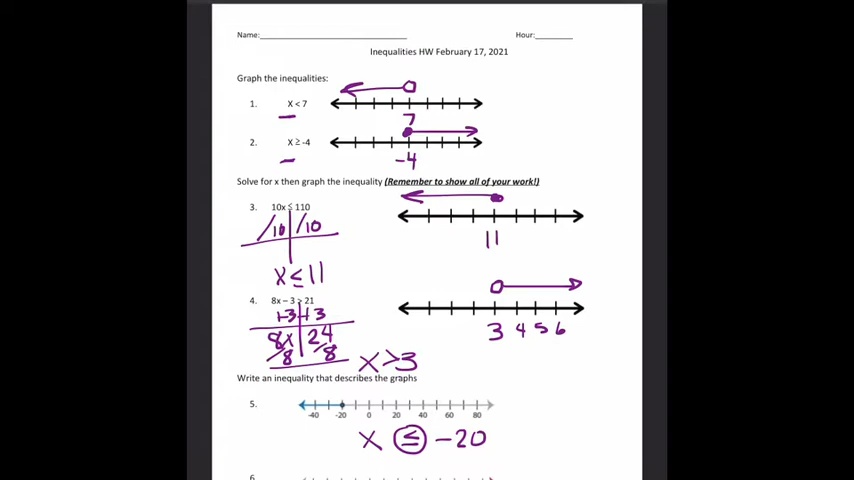 Name:_______________ Hour:_______
Inequalities HW February 17, 2021
Graph the inequalities:
1. X < 7
7
2. X ≥ -4
-4
Solve for x then graph the inequality (Remember to show all of your work!)
3. 10x ≤ 110
/10 /10
11
x ≤ 11
4. 8x – 3 > 21
+3 +3
8x 24
3 4 5 6
/8 /8
x > 3
Write an inequality that describes the graphs
5.
-40 -20 0 20 40 60 80
x ≤ -20
6.